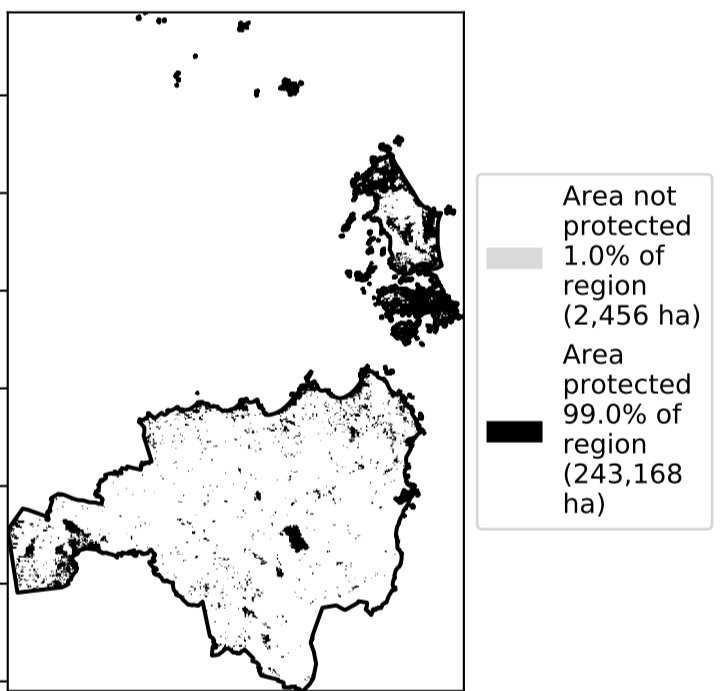 Area not
protected
1.0% of
region
(2,456 ha)
Area
protected
99.0% of
region
(243,168
ha)